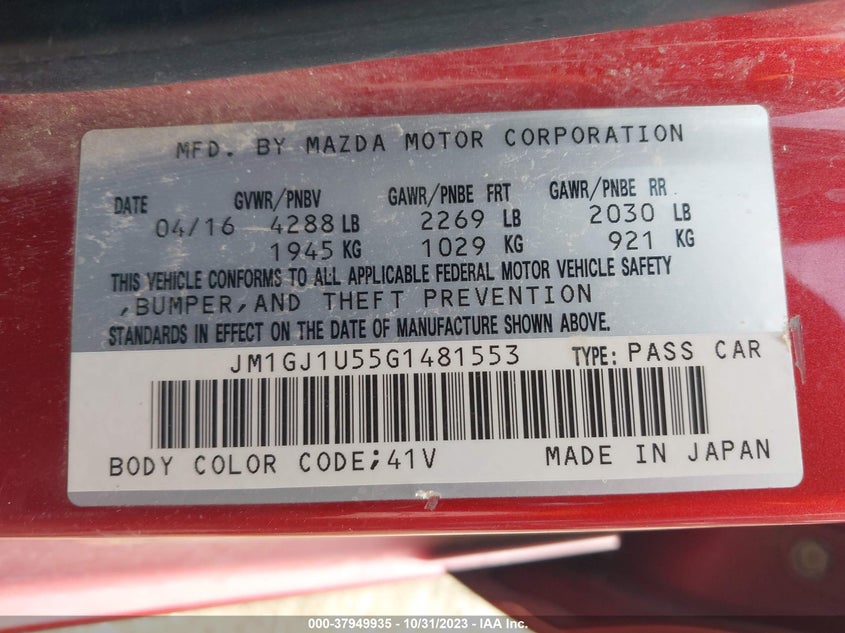 MFD. BY MAZDA MOTOR CORPORATION
DATE GVWR/PNBV GAWR/PNBE FRT GAWR/PNBE RR
04/16 4288 LB 2269 LB 2030 LB
1945 KG 1029 KG 921 KG
THIS VEHICLE CONFORMS TO ALL APPLICABLE FEDERAL MOTOR VEHICLE SAFETY
,BUMPER,AND THEFT PREVENTION
STANDARDS IN EFFECT ON THE DATE OF MANUFACTURE SHOWN ABOVE.
JM1GJ1U55G1481553 TYPE: PASS CAR
BODY COLOR CODE;41V MADE IN JAPAN
000-37949935 - 10/31/2023 - IAA Inc.